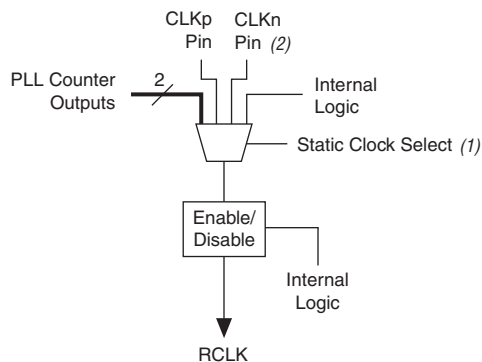 CLKp
Pin
CLKn
Pin (2)
PLL Counter
Outputs
2
Internal
Logic
Static Clock Select (1)
Enable/
Disable
Internal
Logic
RCLK